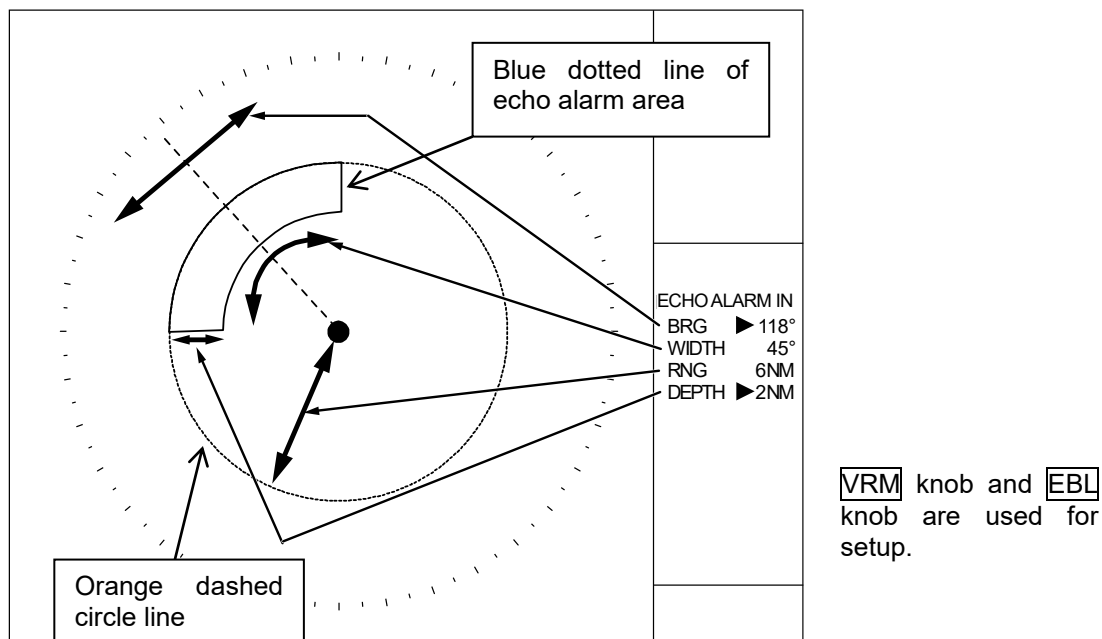 Blue dotted line of
echo alarm area
ECHO ALARM IN
BRG ▶ 118°
WIDTH 45°
RNG 6NM
DEPTH ▶ 2NM
VRM knob and EBL
knob are used for
setup.
Orange dashed
circle line